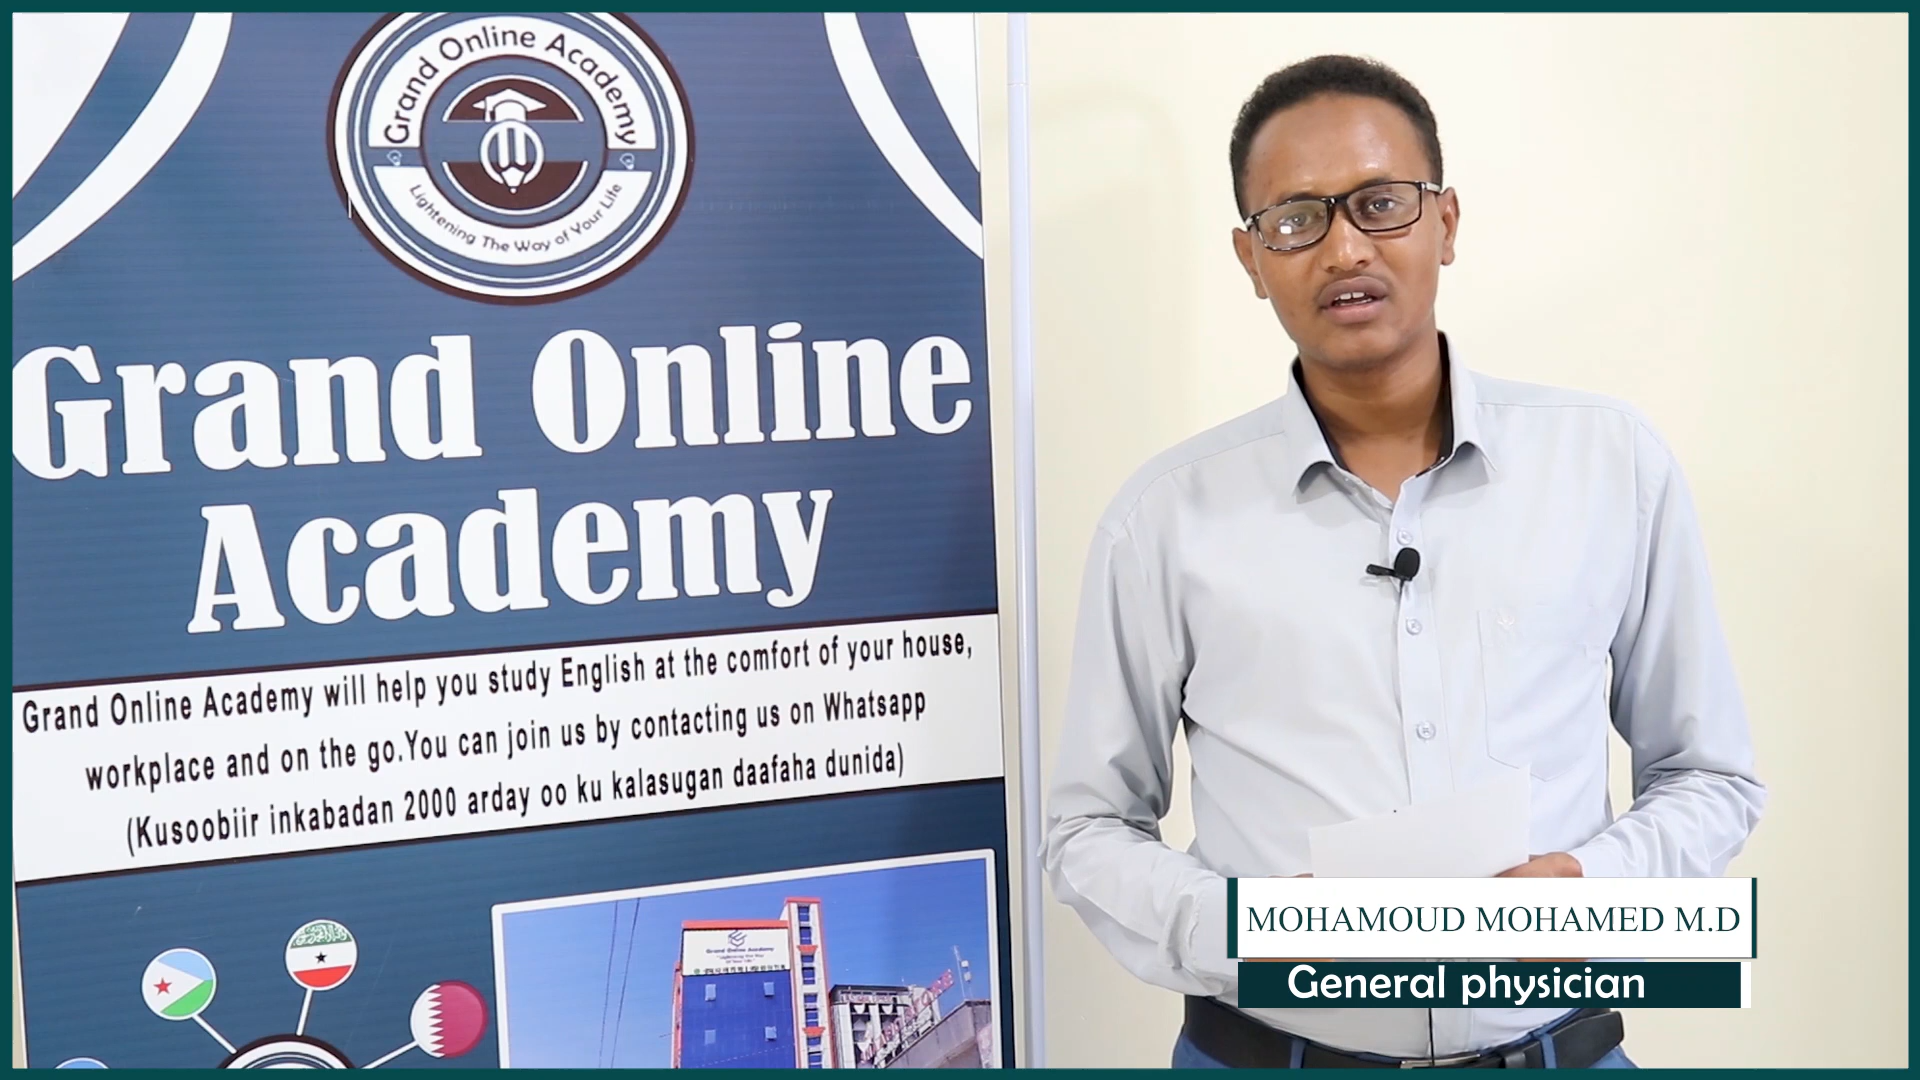 Grand Online Academy
Lightening The Way of Your Life
Grand Online
Academy
Grand Online Academy will help you study English at the comfort of your house,
workplace and on the go.You can join us by contacting us on Whatsapp
(Kusoobiir inkabadan 2000 arday oo ku kalasugan daafaha dunida)
Grand Online Academy
MOHAMOUD MOHAMED M.D
General physician